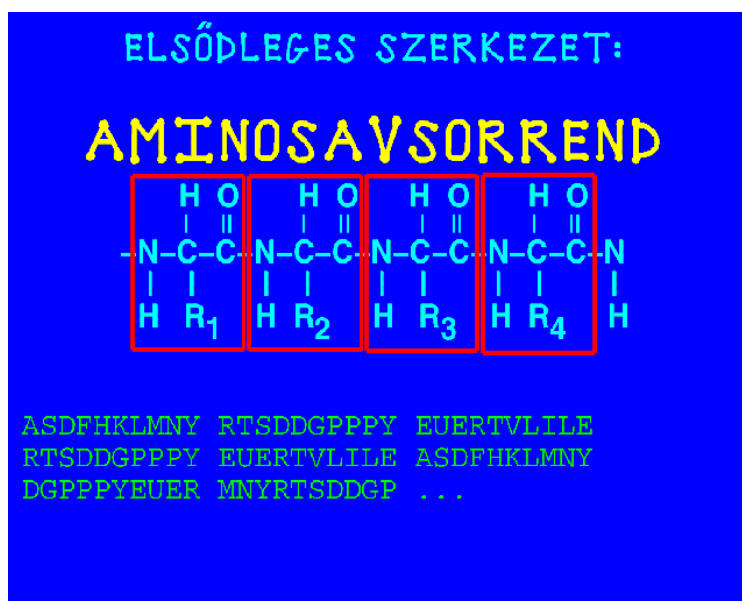 ELSŐDLEGES SZERKEZET:
AMINOSAVSORREND
H O H O H O H O
-N-C-C-N-C-C-N-C-C-N-C-C-N
H R1 H R2 H R3 H R4 H
ASDFHKLMNY RTSDDGPPPY EUERTVLILE
RTSDDGPPPY EUERTVLILE ASDFHKLMNY
DGPPPYEUER MNYRTSDDGP ...